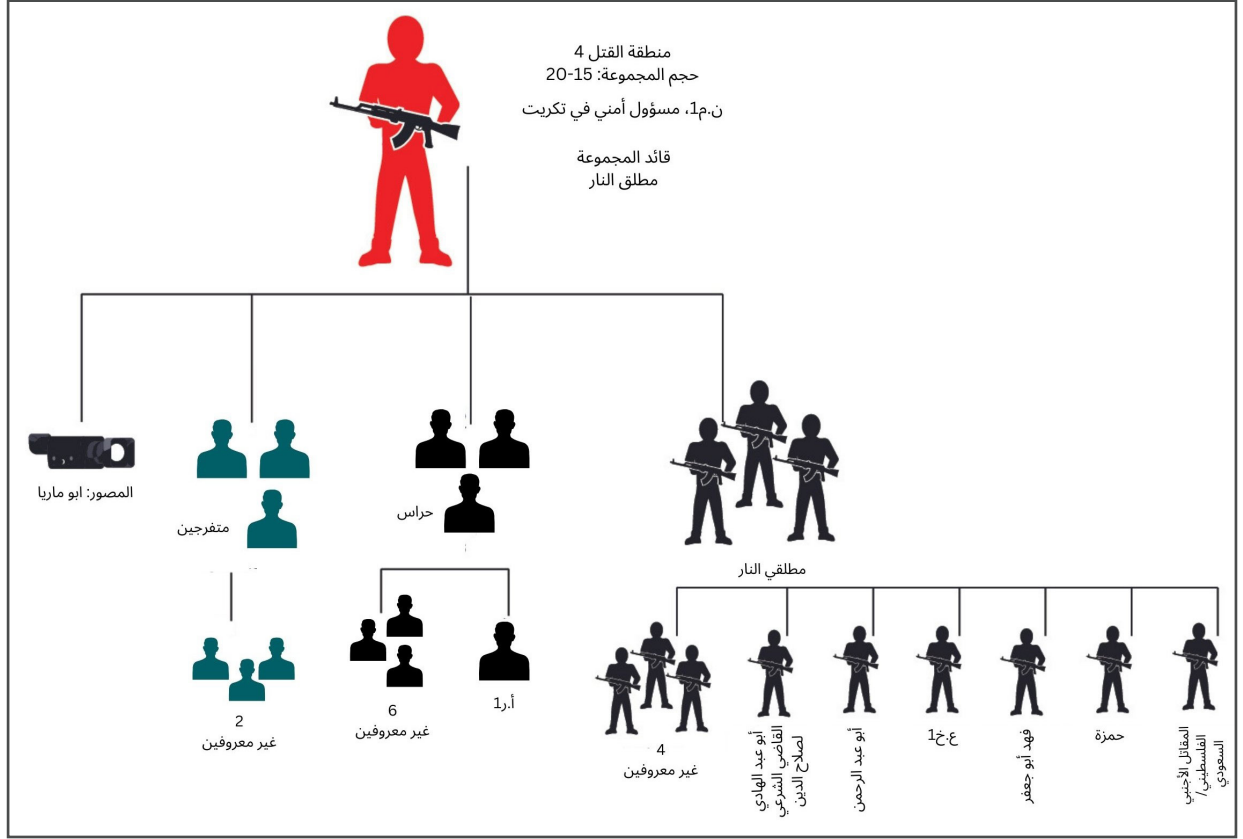 منطقة القتل 4
حجم المجموعة: 15-20
ن.م1، مسؤول أمني في تكريت
قائد المجموعة
مطلق النار
المصور: ابو ماريا
متفرجين
حراس
مطلقي النار
2
غير معروفين
6
غير معروفين
أ.ر1
4
غير معروفين
أبو عبد الهادي
القاضي الشرعي
لصلاح الدين
أبو عبد الرحمن
ع.خ1
فهد أبو جعفر
حمزة
المقاتل الأجنبي
الفلسطيني/
السعودي